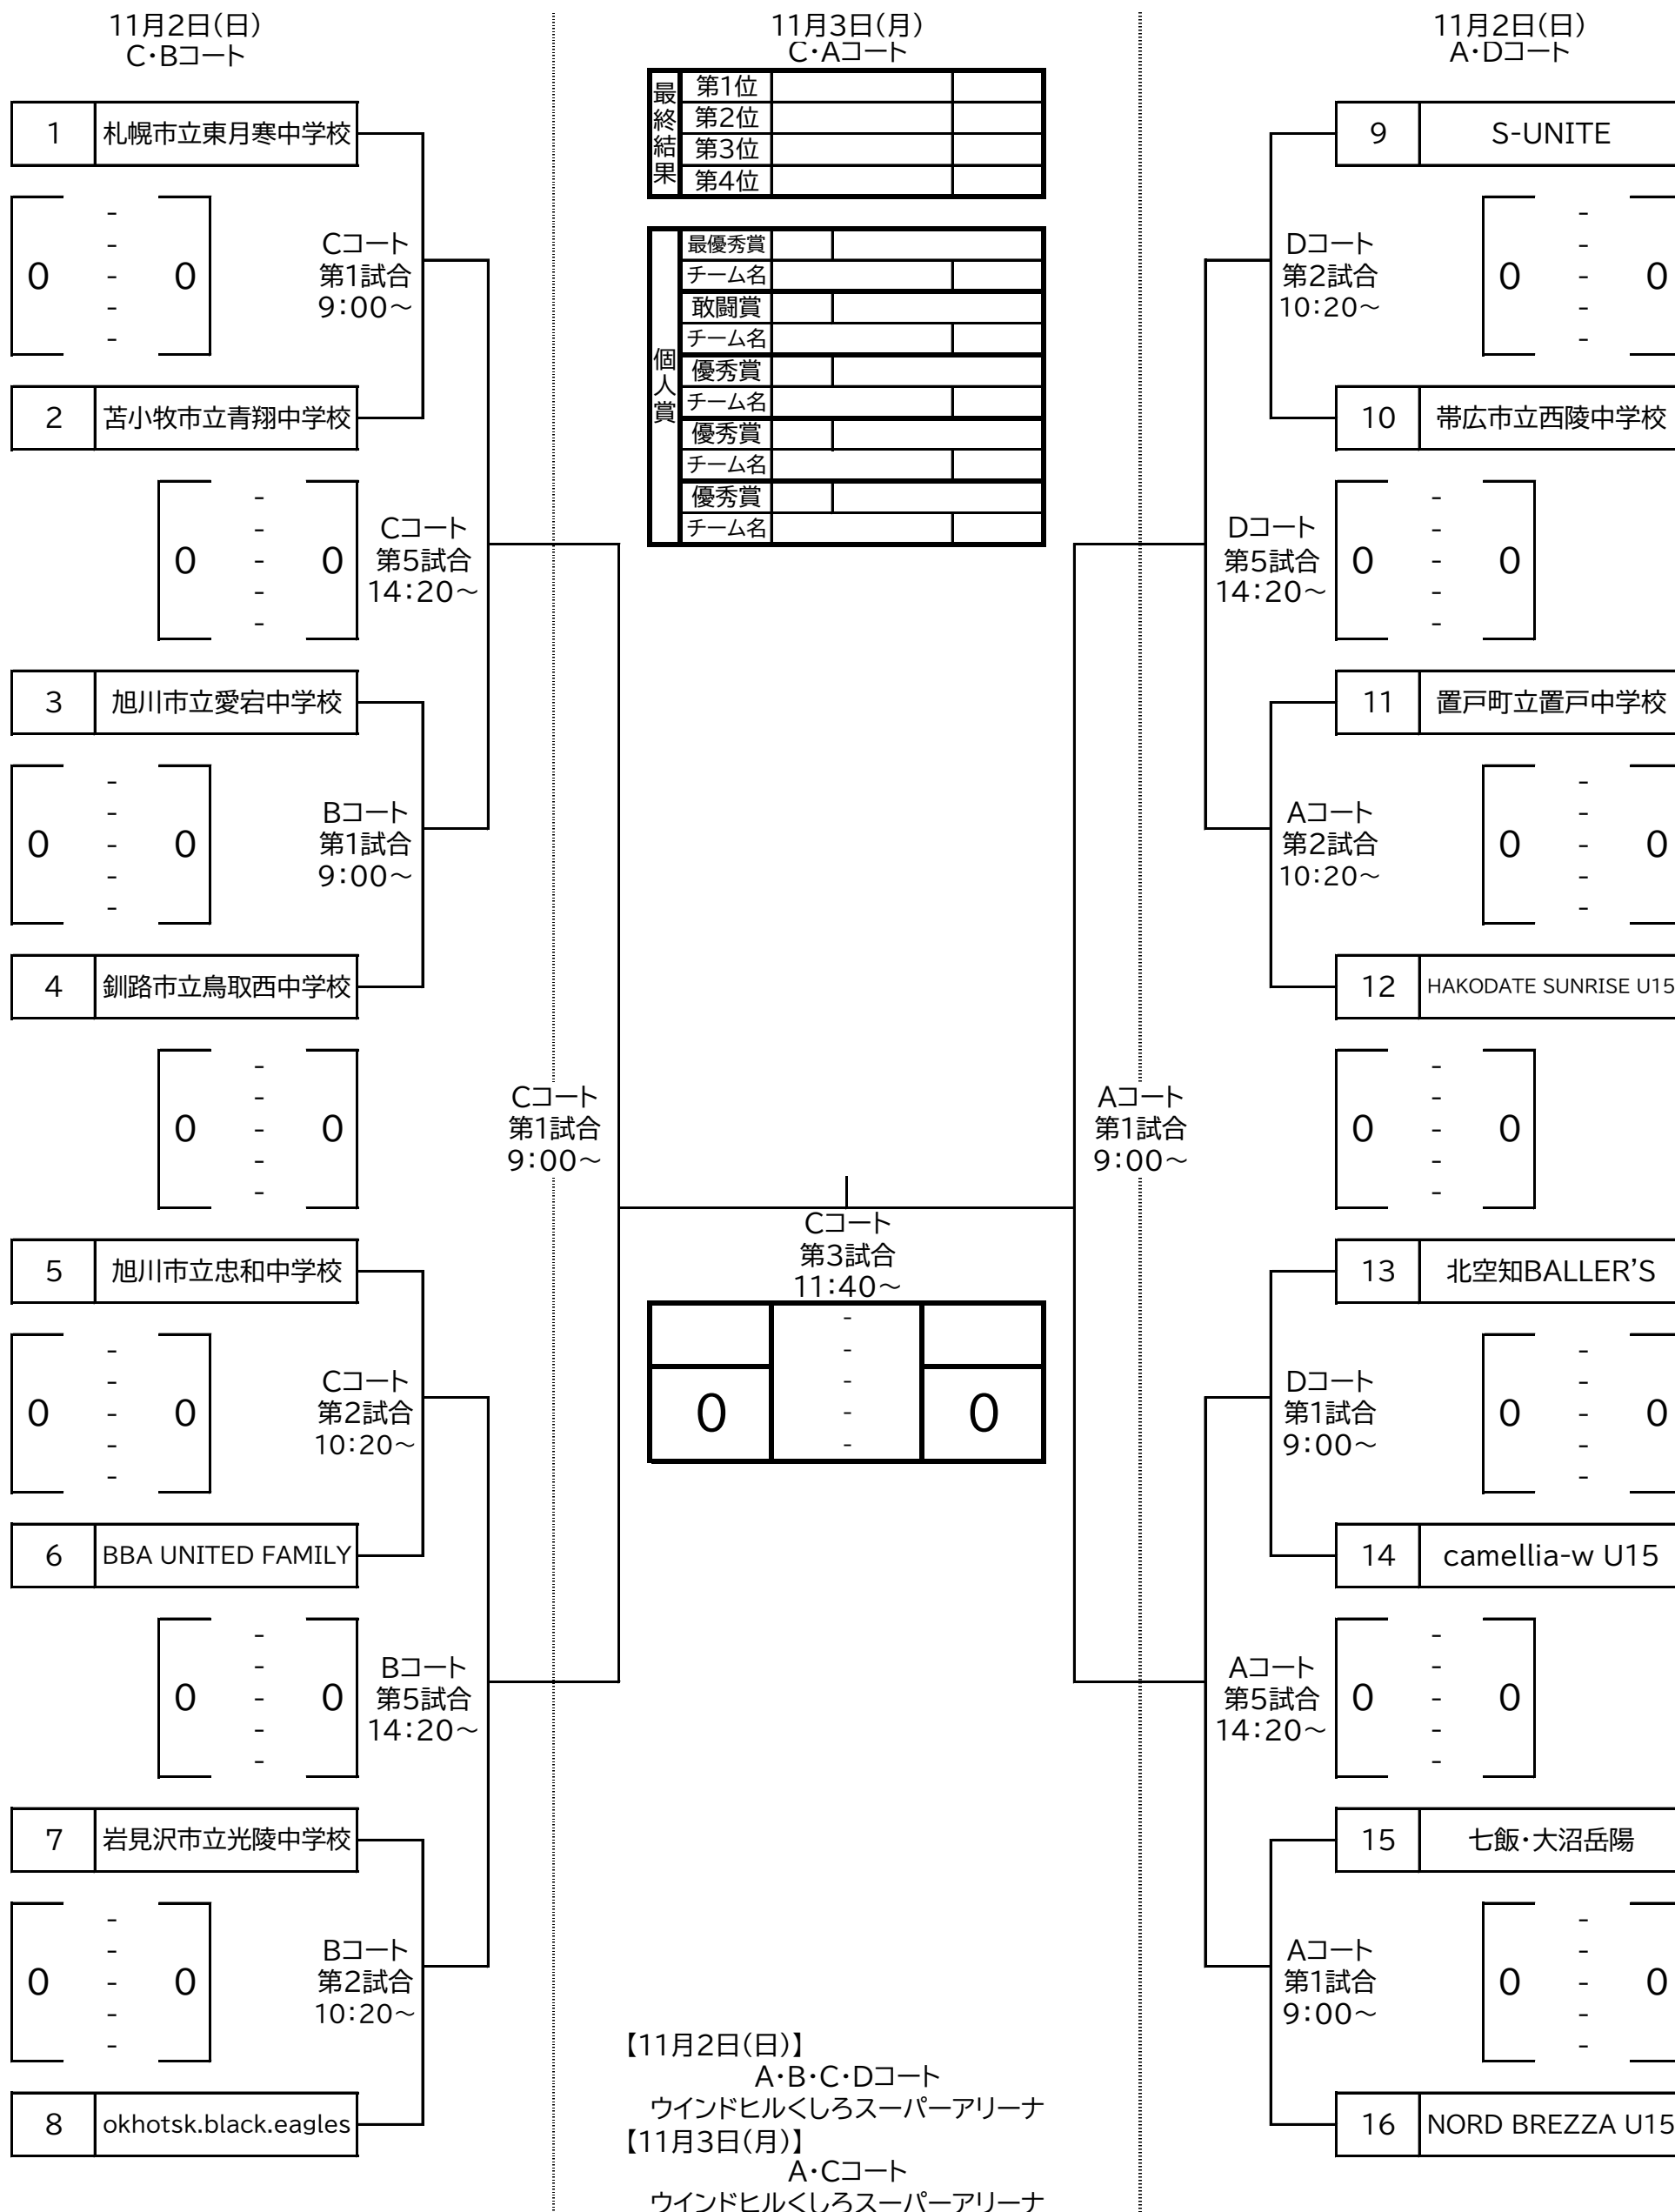 11月2日(日)
C・Bコート
1 札幌市立東月寒中学校
-
-
0 - 0
-
-
Cコート
第1試合
9:00～
2 苫小牧市立青翔中学校
-
-
0 - 0
-
-
Cコート
第5試合
14:20～
3 旭川市立愛宕中学校
-
-
0 - 0
-
-
Bコート
第1試合
9:00～
4 釧路市立鳥取西中学校
-
-
0 - 0
-
-
Cコート
第1試合
9:00～
5 旭川市立忠和中学校
-
-
0 - 0
-
-
Cコート
第2試合
10:20～
6 BBA UNITED FAMILY
-
-
0 - 0
-
-
Bコート
第5試合
14:20～
7 岩見沢市立光陵中学校
-
-
0 - 0
-
-
Bコート
第2試合
10:20～
8 okhotsk.black.eagles
11月3日(月)
C・Aコート
最終結果
第1位
第2位
第3位
第4位
個人賞
最優秀賞
チーム名
敢闘賞
チーム名
優秀賞
チーム名
優秀賞
チーム名
優秀賞
チーム名
Cコート
第3試合
11:40～
-
-
-
0 - 0
-
【11月2日(日)】
A・B・C・Dコート
ウインドヒルくしろスーパーアリーナ
【11月3日(月)】
A・Cコート
ウインドヒルくしろスーパーアリーナ
11月2日(日)
A・Dコート
9 S-UNITE
Dコート
第2試合
10:20～
-
-
0 - 0
-
-
10 帯広市立西陵中学校
Dコート
第5試合
14:20～
-
-
0 - 0
-
-
11 置戸町立置戸中学校
Aコート
第2試合
10:20～
-
-
0 - 0
-
-
12 HAKODATE SUNRISE U15
Aコート
第1試合
9:00～
-
-
0 - 0
-
-
13 北空知BALLER’S
Dコート
第1試合
9:00～
-
-
0 - 0
-
-
14 camellia-w U15
Aコート
第5試合
14:20～
-
-
0 - 0
-
-
15 七飯・大沼岳陽
Aコート
第1試合
9:00～
-
-
0 - 0
-
-
16 NORD BREZZA U15